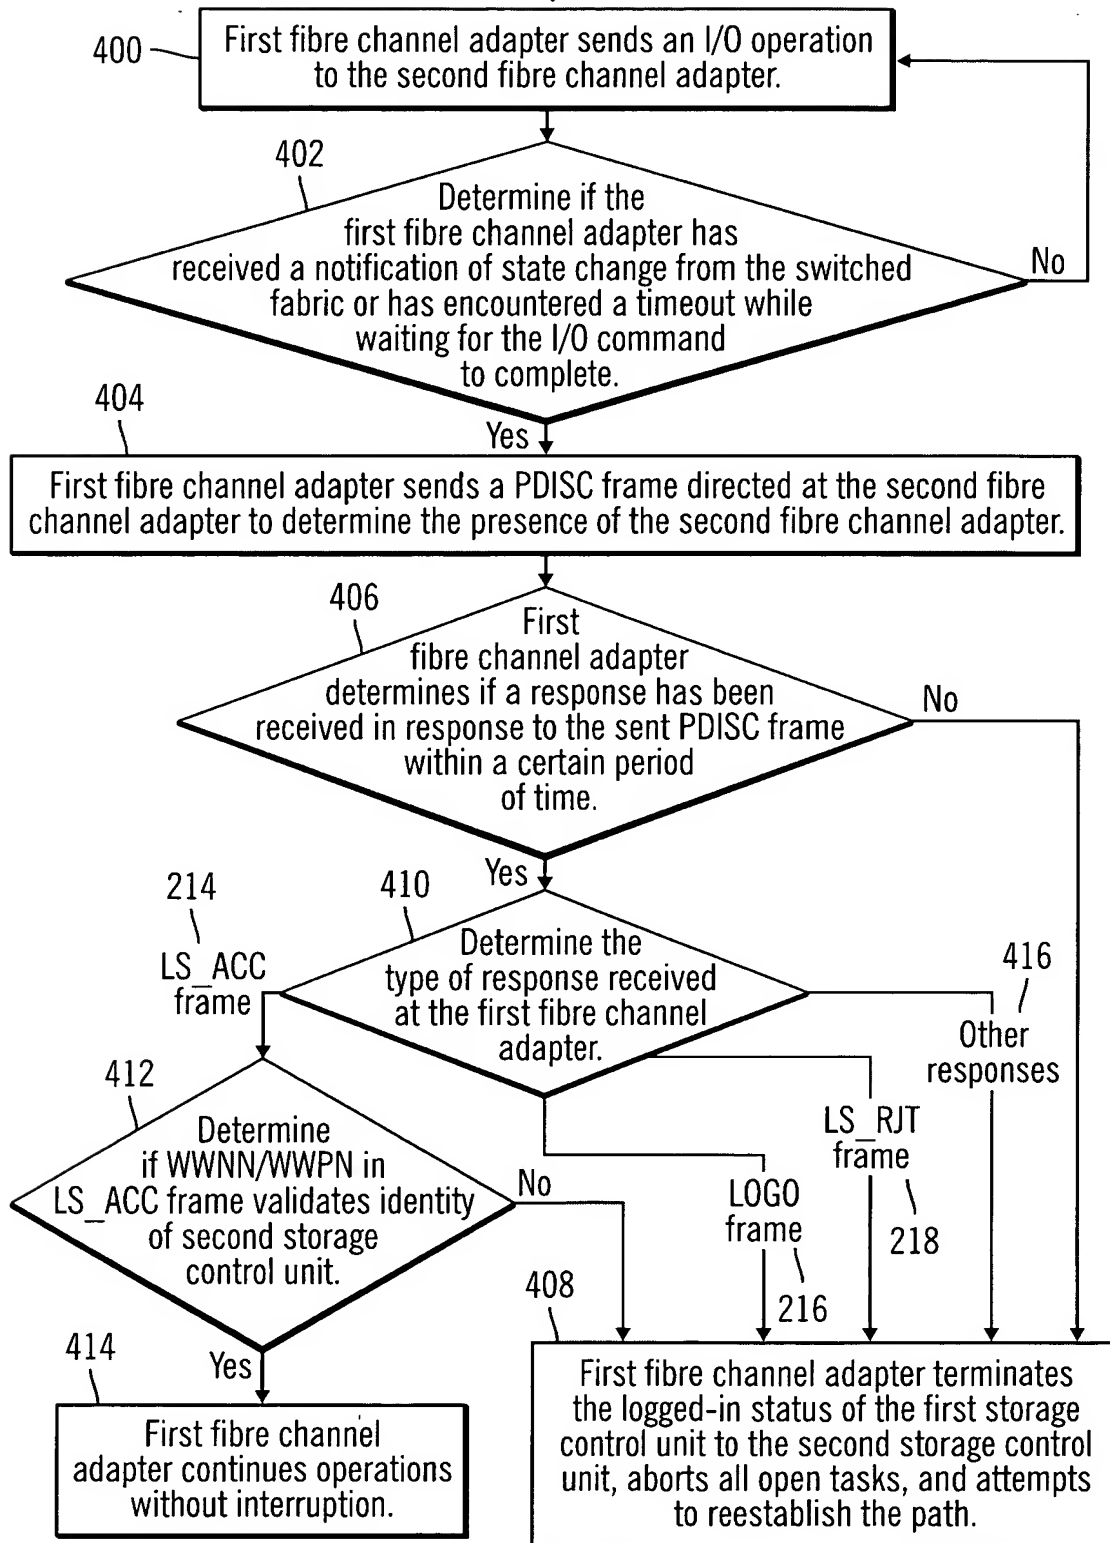 400
First fibre channel adapter sends an I/O operation
to the second fibre channel adapter.
402
Determine if the
first fibre channel adapter has
received a notification of state change from the switched
fabric or has encountered a timeout while
waiting for the I/O command
to complete.
No
404
Yes
First fibre channel adapter sends a PDISC frame directed at the second fibre
channel adapter to determine the presence of the second fibre channel adapter.
406
First
fibre channel adapter
determines if a response has been
received in response to the sent PDISC frame
within a certain period
of time.
No
Yes
410
214
LS_ACC
frame
Determine the
type of response received
at the first fibre channel
adapter.
416
Other
responses
412
Determine
if WWNN/WWPN in
LS_ACC frame validates identity
of second storage
control unit.
No
LS_RJT
frame
218
LOGO
frame
216
408
414
Yes
First fibre channel
adapter continues operations
without interruption.
First fibre channel adapter terminates
the logged-in status of the first storage
control unit to the second storage control
unit, aborts all open tasks, and attempts
to reestablish the path.